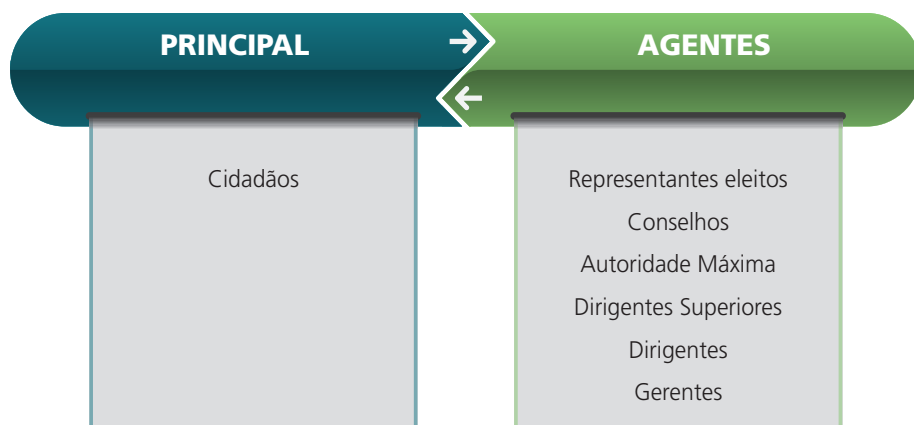 PRINCIPAL
AGENTES
Cidadãos
Representantes eleitos
Conselhos
Autoridade Máxima
Dirigentes Superiores
Dirigentes
Gerentes